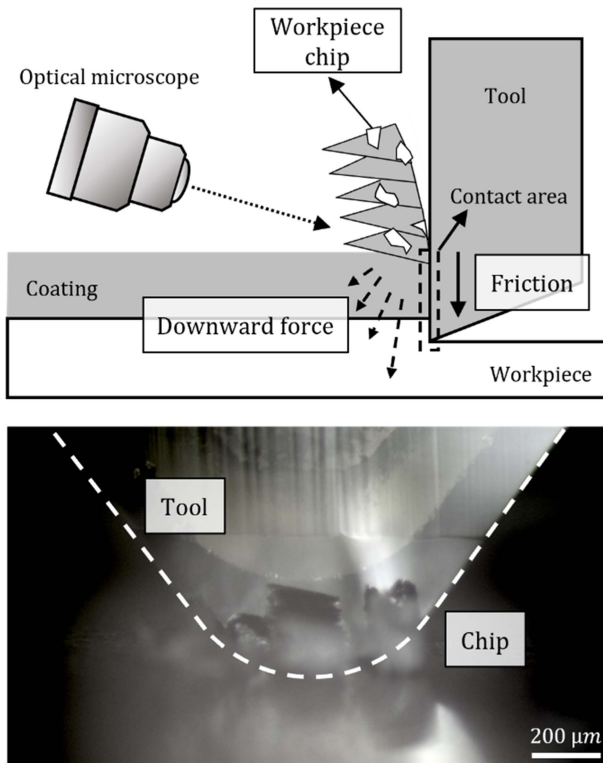 Workpiece
chip
Optical microscope
Tool
Contact area
Coating
Friction
Downward force
Workpiece
Tool
Chip
200 μm